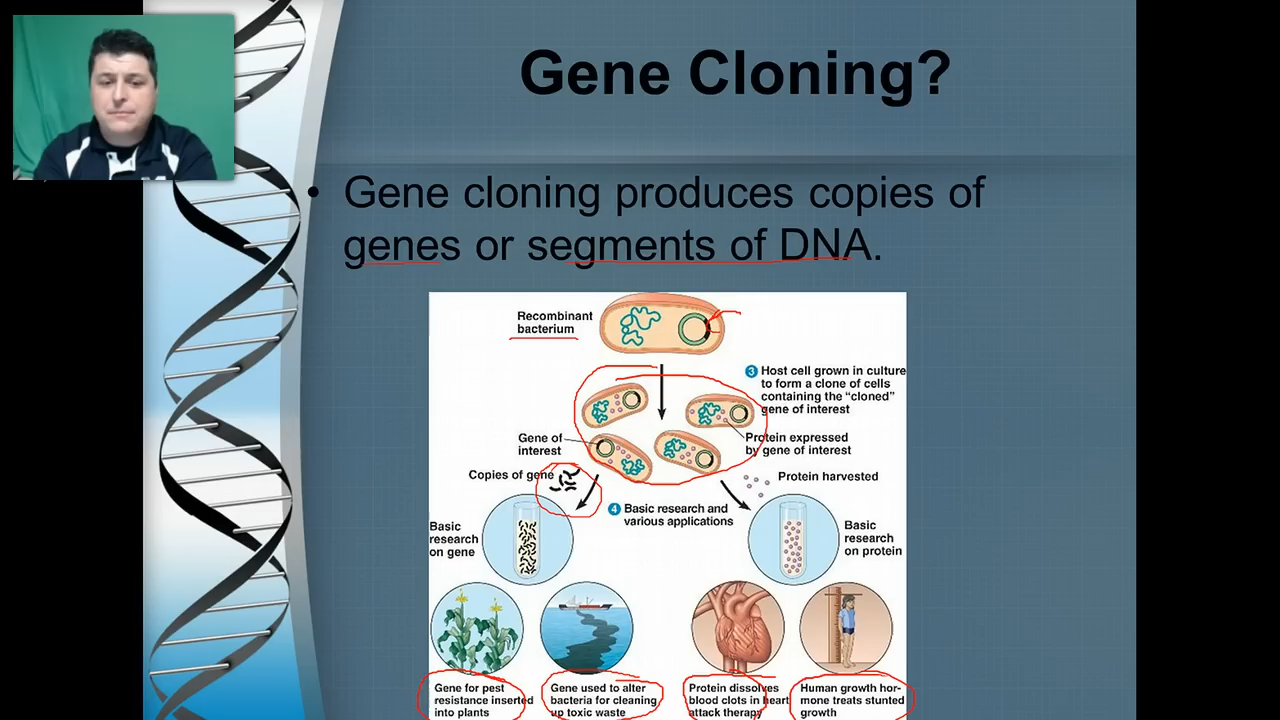 Gene Cloning?
• Gene cloning produces copies of
genes or segments of DNA.
Recombinant
bacterium
3 Host cell grown in culture
to form a clone of cells
containing the “cloned”
gene of interest
Gene of
interest
Protein expressed
by gene of interest
Copies of gene
Protein harvested
4 Basic research and
various applications
Basic
research
on gene
Basic
research
on protein
Gene for pest
resistance inserted
into plants
Gene used to alter
bacteria for cleaning
up toxic waste
Protein dissolves
blood clots in heart
attack therapy
Human growth hor-
mone treats stunted
growth